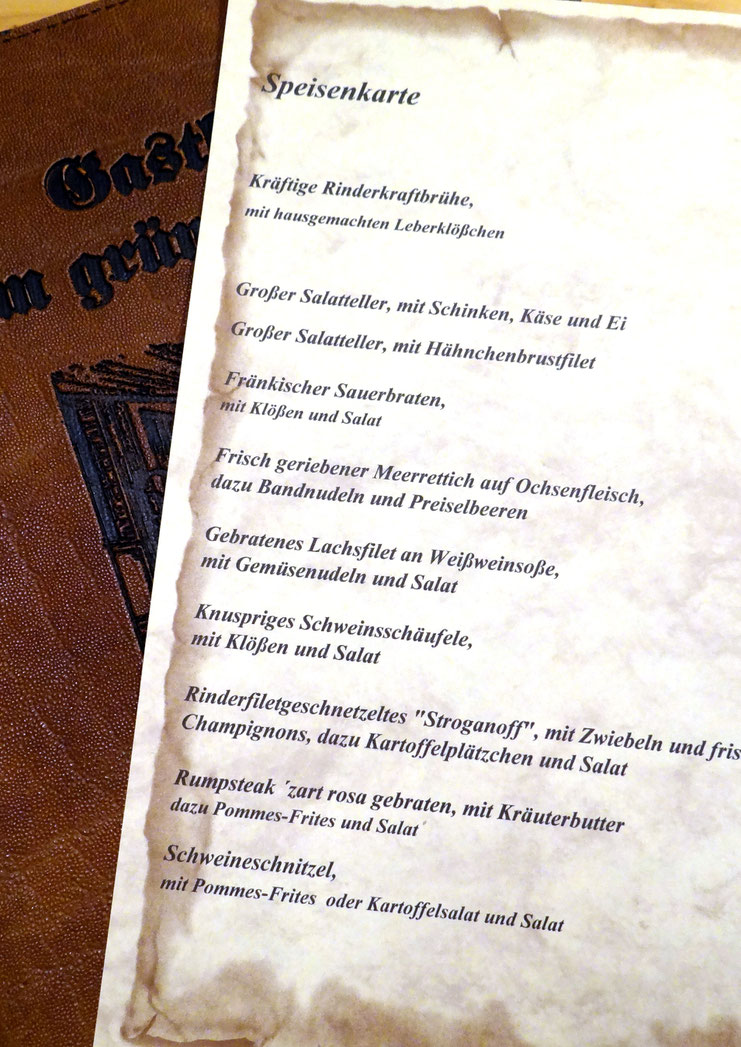 Gasth
m grün
Speisenkarte
Kräftige Rinderkraftbrühe,
mit hausgemachten Leberklößchen
Großer Salatteller, mit Schinken, Käse und Ei
Großer Salatteller, mit Hähnchenbrustfilet
Fränkischer Sauerbraten,
mit Klößen und Salat
Frisch geriebener Meerrettich auf Ochsenfleisch,
dazu Bandnudeln und Preiselbeeren
Gebratenes Lachsfilet an Weißweinsoße,
mit Gemüsenudeln und Salat
Knuspriges Schweinsschäufele,
mit Klößen und Salat
Rinderfiletgeschnetzeltes "Stroganoff", mit Zwiebeln und fris
Champignons, dazu Kartoffelplätzchen und Salat
Rumpsteak ´zart rosa gebraten, mit Kräuterbutter
dazu Pommes-Frites und Salat´
Schweineschnitzel,
mit Pommes-Frites oder Kartoffelsalat und Salat